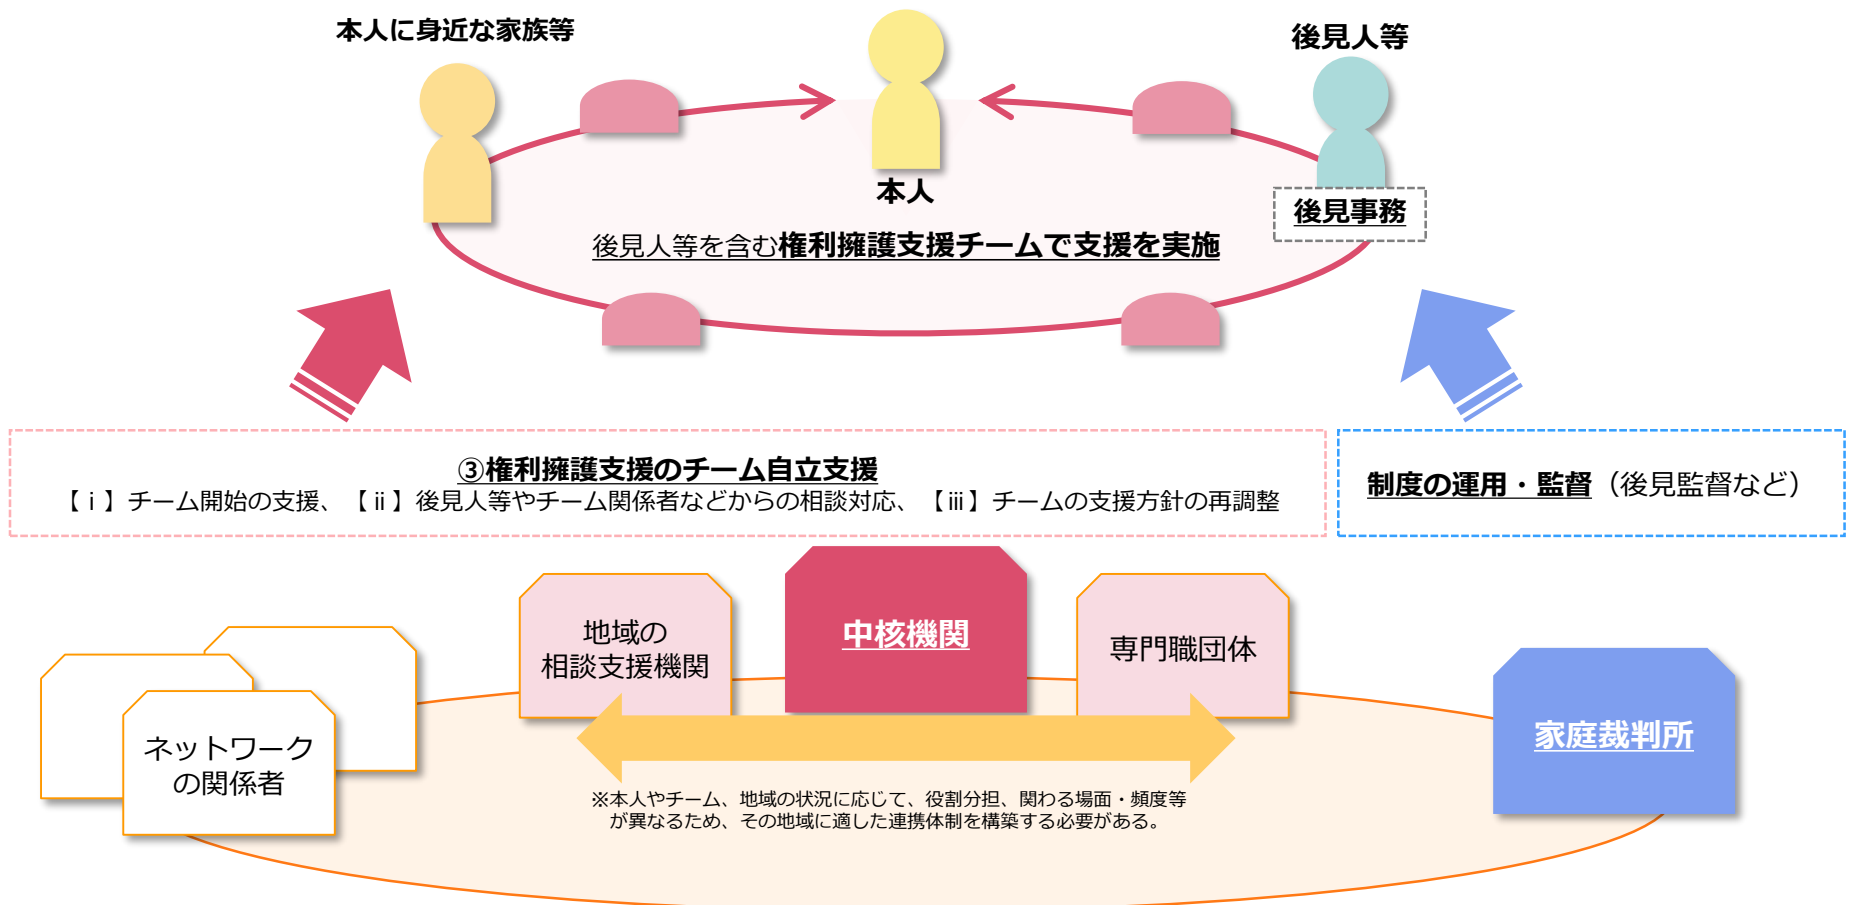 本人に身近な家族等
後見人等
本人
後見事務
後見人等を含む権利擁護支援チームで支援を実施
③権利擁護支援のチーム自立支援
【ⅰ】チーム開始の支援、【ⅱ】後見人等やチーム関係者などからの相談対応、【ⅲ】チームの支援方針の再調整
制度の運用・監督（後見監督など）
地域の
相談支援機関
中核機関
専門職団体
家庭裁判所
ネットワーク
の関係者
※本人やチーム、地域の状況に応じて、役割分担、関わる場面・頻度等
が異なるため、その地域に適した連携体制を構築する必要がある。